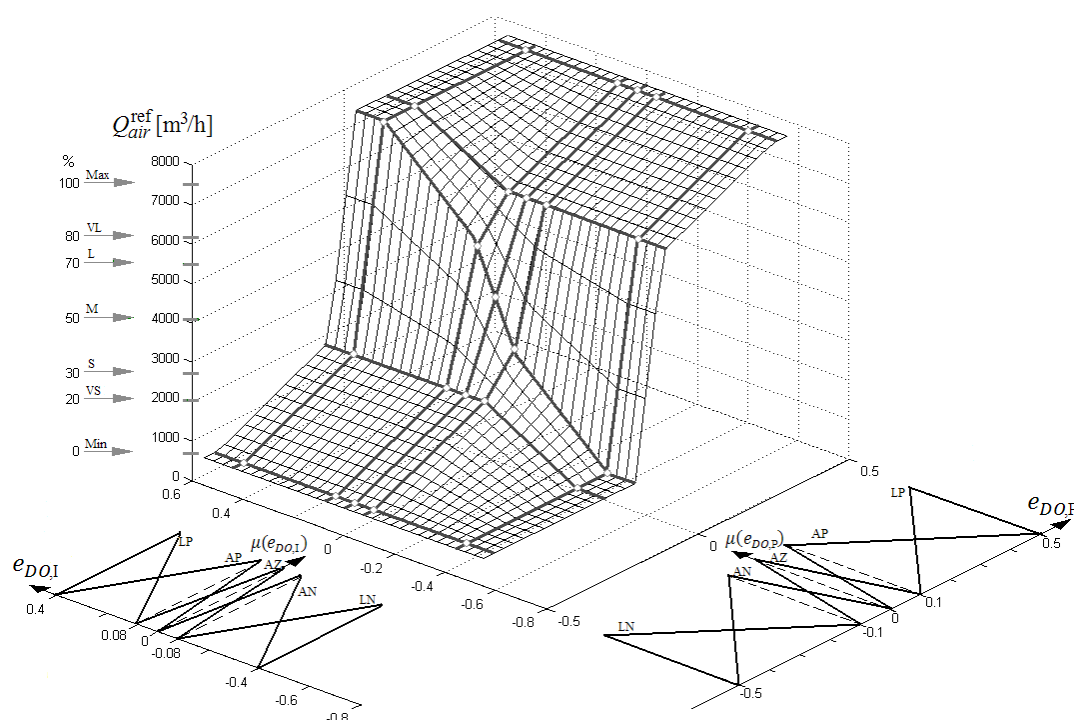 Q_air^ref [m³/h]
%
8000
100 Max
7000
80 VL
6000
70 L
5000
50 M
4000
3000
30 S
20 VS
2000
1000
0 Min
0
0.6
0.4
0
-0.2
-0.4
-0.6
-0.8
-0.5
0
0.5
e_DO,I
LP
AP
μ(e_DO,I)
AZ
AN
LN
0.4
0.08
0
-0.08
-0.4
-0.6
-0.8
LP
e_DO,P
AP
μ(e_DO,P)
AZ
AN
LN
0.5
0.1
0
-0.1
-0.5